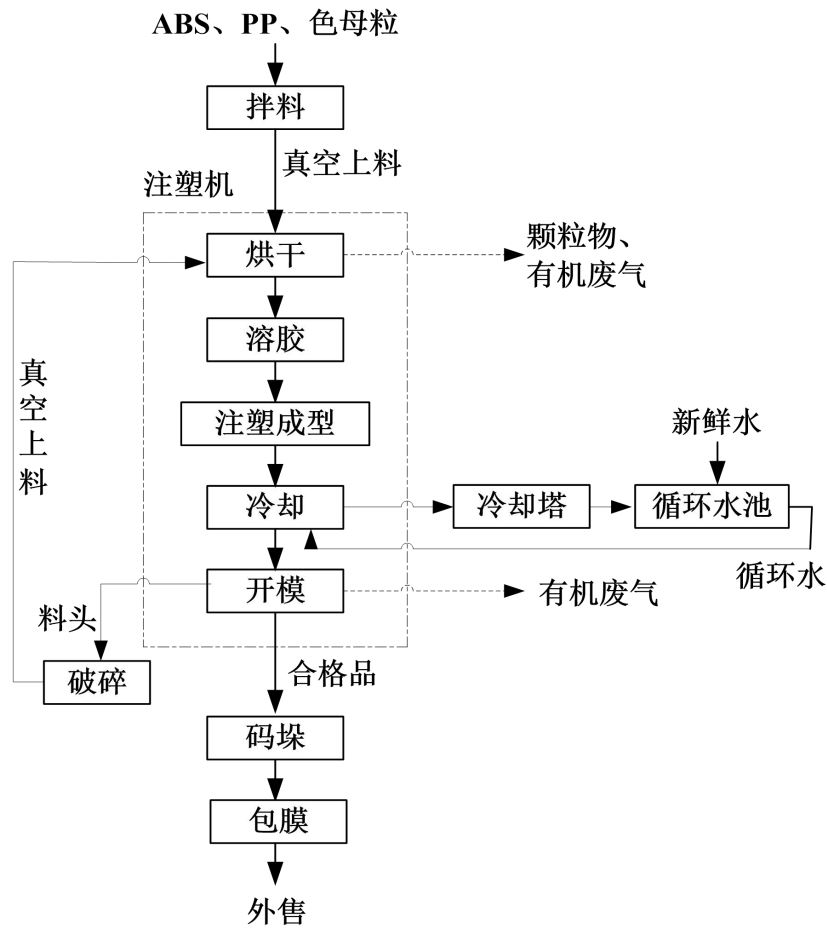 ABS、PP、色母粒
拌料
真空上料
注塑机
烘干
颗粒物、
有机废气
溶胶
真空上料
注塑成型
新鲜水
冷却
冷却塔
循环水池
循环水
开模
有机废气
料头
破碎
合格品
码垛
包膜
外售